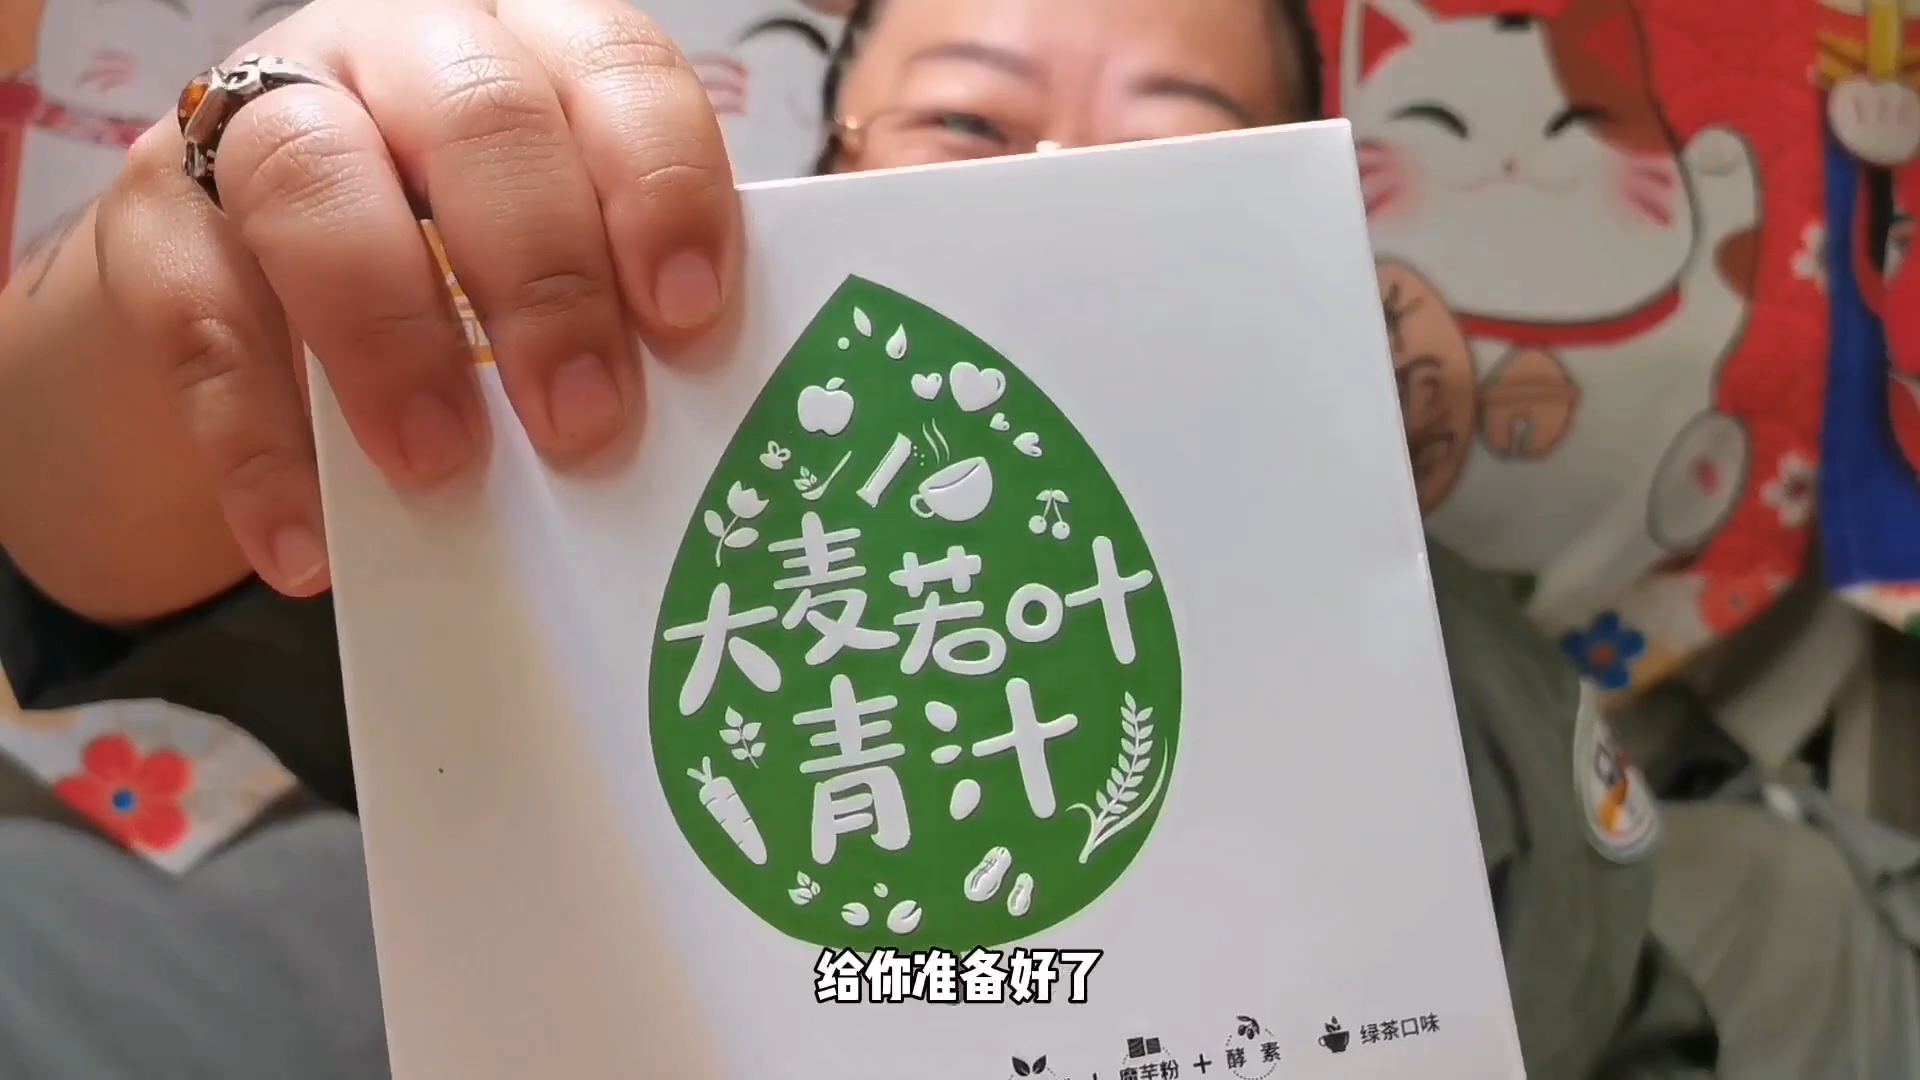 大麦若叶
青汁
给你准备好了
魔芋粉 + 酵素
绿茶口味